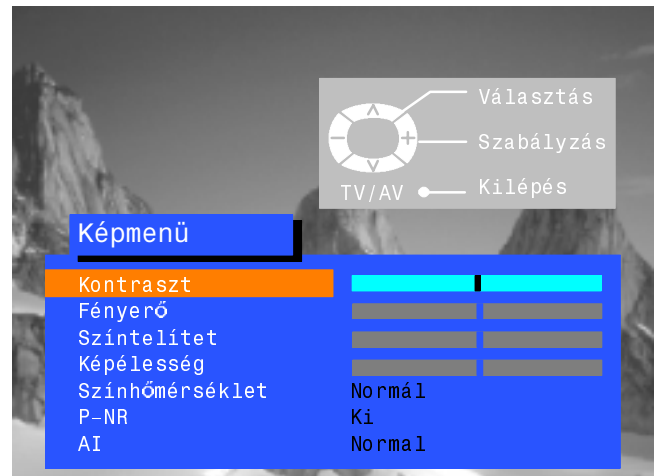 Választás
Szabályzás
TV/AV Kilépés
Képmenü
Kontraszt
Fényerő
Színtelítet
Képélesség
Színhőmérséklet Normál
P-NR Ki
AI Normal